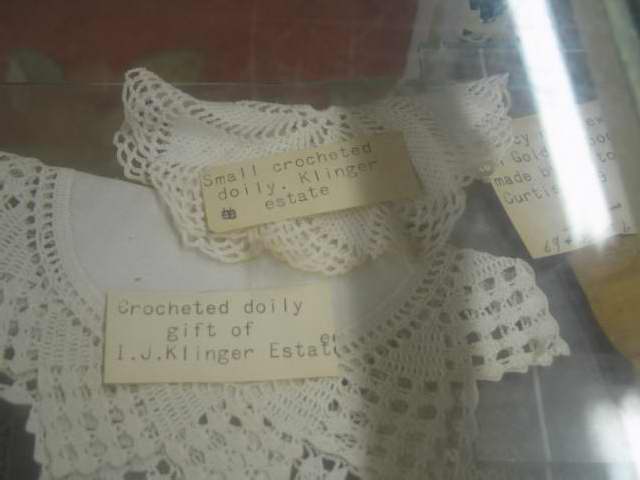 Small crocheted
doily. Klinger
estate
Crocheted doily
gift of
I.J.Klinger Estate
made
Curtis